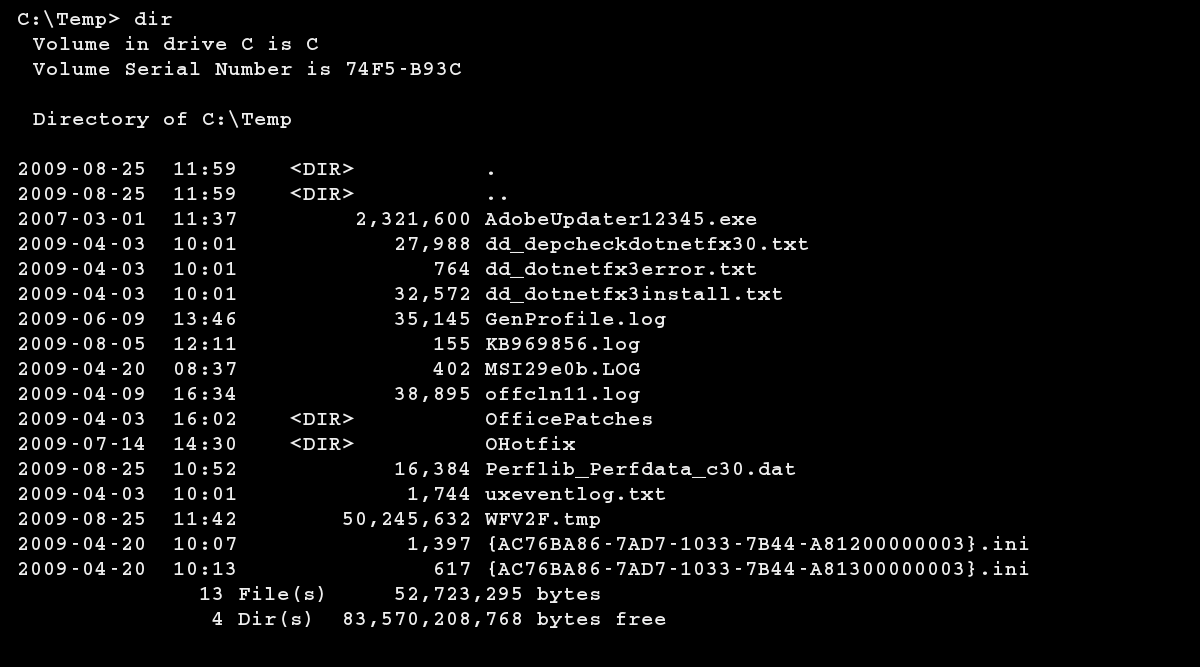 C:\Temp> dir
 Volume in drive C is C
 Volume Serial Number is 74F5-B93C

 Directory of C:\Temp

2009-08-25  11:59    <DIR>          .
2009-08-25  11:59    <DIR>          ..
2007-03-01  11:37         2,321,600 AdobeUpdater12345.exe
2009-04-03  10:01            27,988 dd_depcheckdotnetfx30.txt
2009-04-03  10:01               764 dd_dotnetfx3error.txt
2009-04-03  10:01            32,572 dd_dotnetfx3install.txt
2009-06-09  13:46            35,145 GenProfile.log
2009-08-05  12:11               155 KB969856.log
2009-04-20  08:37               402 MSI29e0b.LOG
2009-04-09  16:34            38,895 offcln11.log
2009-04-03  16:02    <DIR>          OfficePatches
2009-07-14  14:30    <DIR>          OHotfix
2009-08-25  10:52            16,384 Perflib_Perfdata_c30.dat
2009-04-03  10:01             1,744 uxeventlog.txt
2009-08-25  11:42        50,245,632 WFV2F.tmp
2009-04-20  10:07             1,397 {AC76BA86-7AD7-1033-7B44-A81200000003}.ini
2009-04-20  10:13               617 {AC76BA86-7AD7-1033-7B44-A81300000003}.ini
              13 File(s)     52,723,295 bytes
               4 Dir(s)  83,570,208,768 bytes free